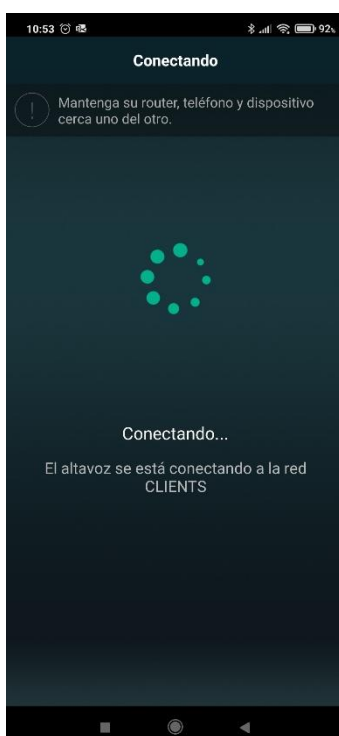 10:53 92%
Conectando
Mantenga su router, teléfono y dispositivo
cerca uno del otro.
Conectando...
El altavoz se está conectando a la red
CLIENTS